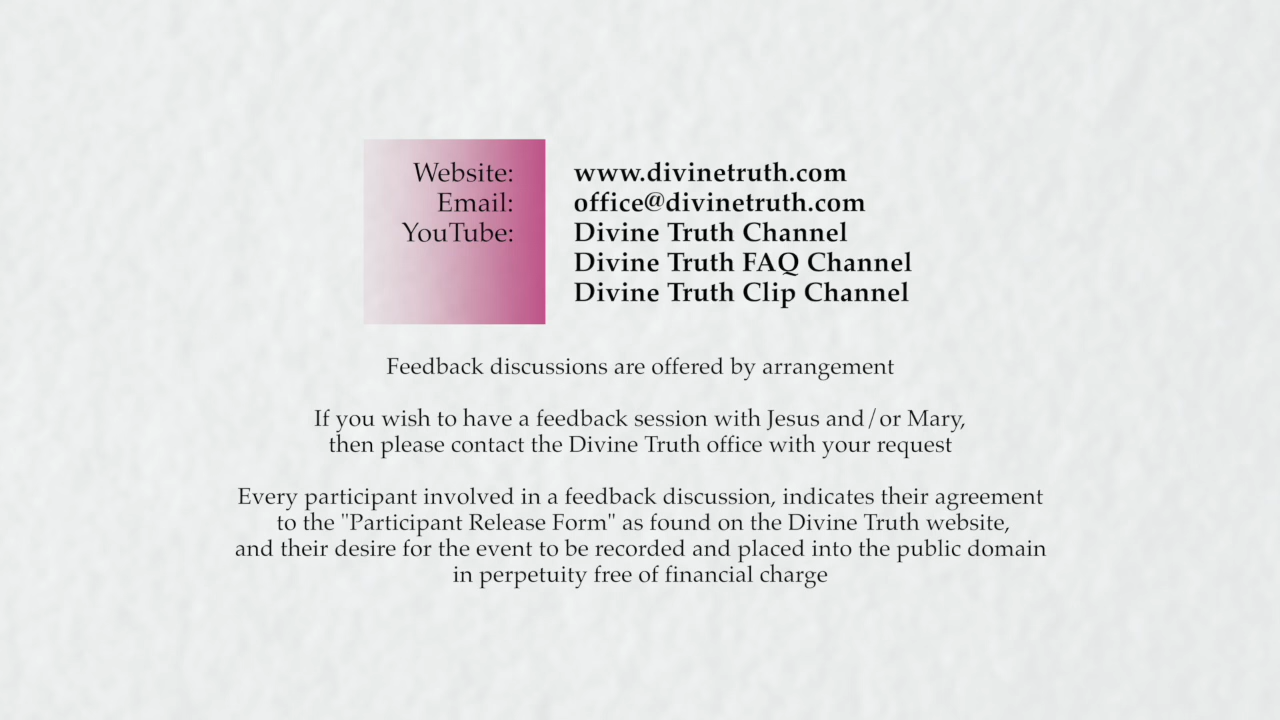 Website: www.divinetruth.com
Email: office@divinetruth.com
YouTube: Divine Truth Channel
Divine Truth FAQ Channel
Divine Truth Clip Channel
Feedback discussions are offered by arrangement
If you wish to have a feedback session with Jesus and/or Mary,
then please contact the Divine Truth office with your request
Every participant involved in a feedback discussion, indicates their agreement
to the "Participant Release Form" as found on the Divine Truth website,
and their desire for the event to be recorded and placed into the public domain
in perpetuity free of financial charge